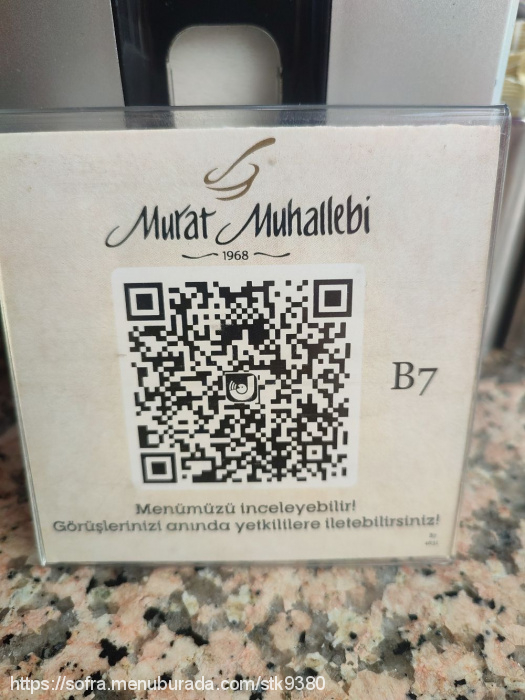 Murat Muhallebi
1968
B7
Menümüzü inceleyebilir!
Görüşlerinizi anında yetkililere iletebilirsiniz!
https://sofra.menuburada.com/stk9380